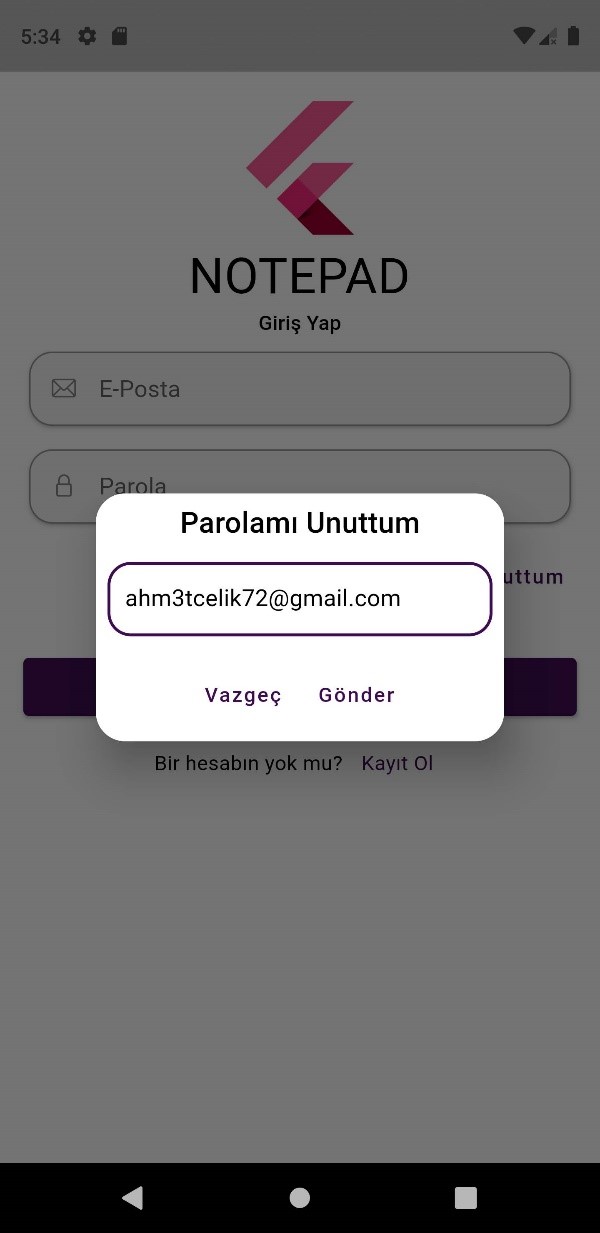 5:34
NOTEPAD
Giriş Yap
E-Posta
Parola
Parolamı Unuttum
uttum
ahm3tcelik72@gmail.com
Vazgeç Gönder
Bir hesabın yok mu? Kayıt Ol